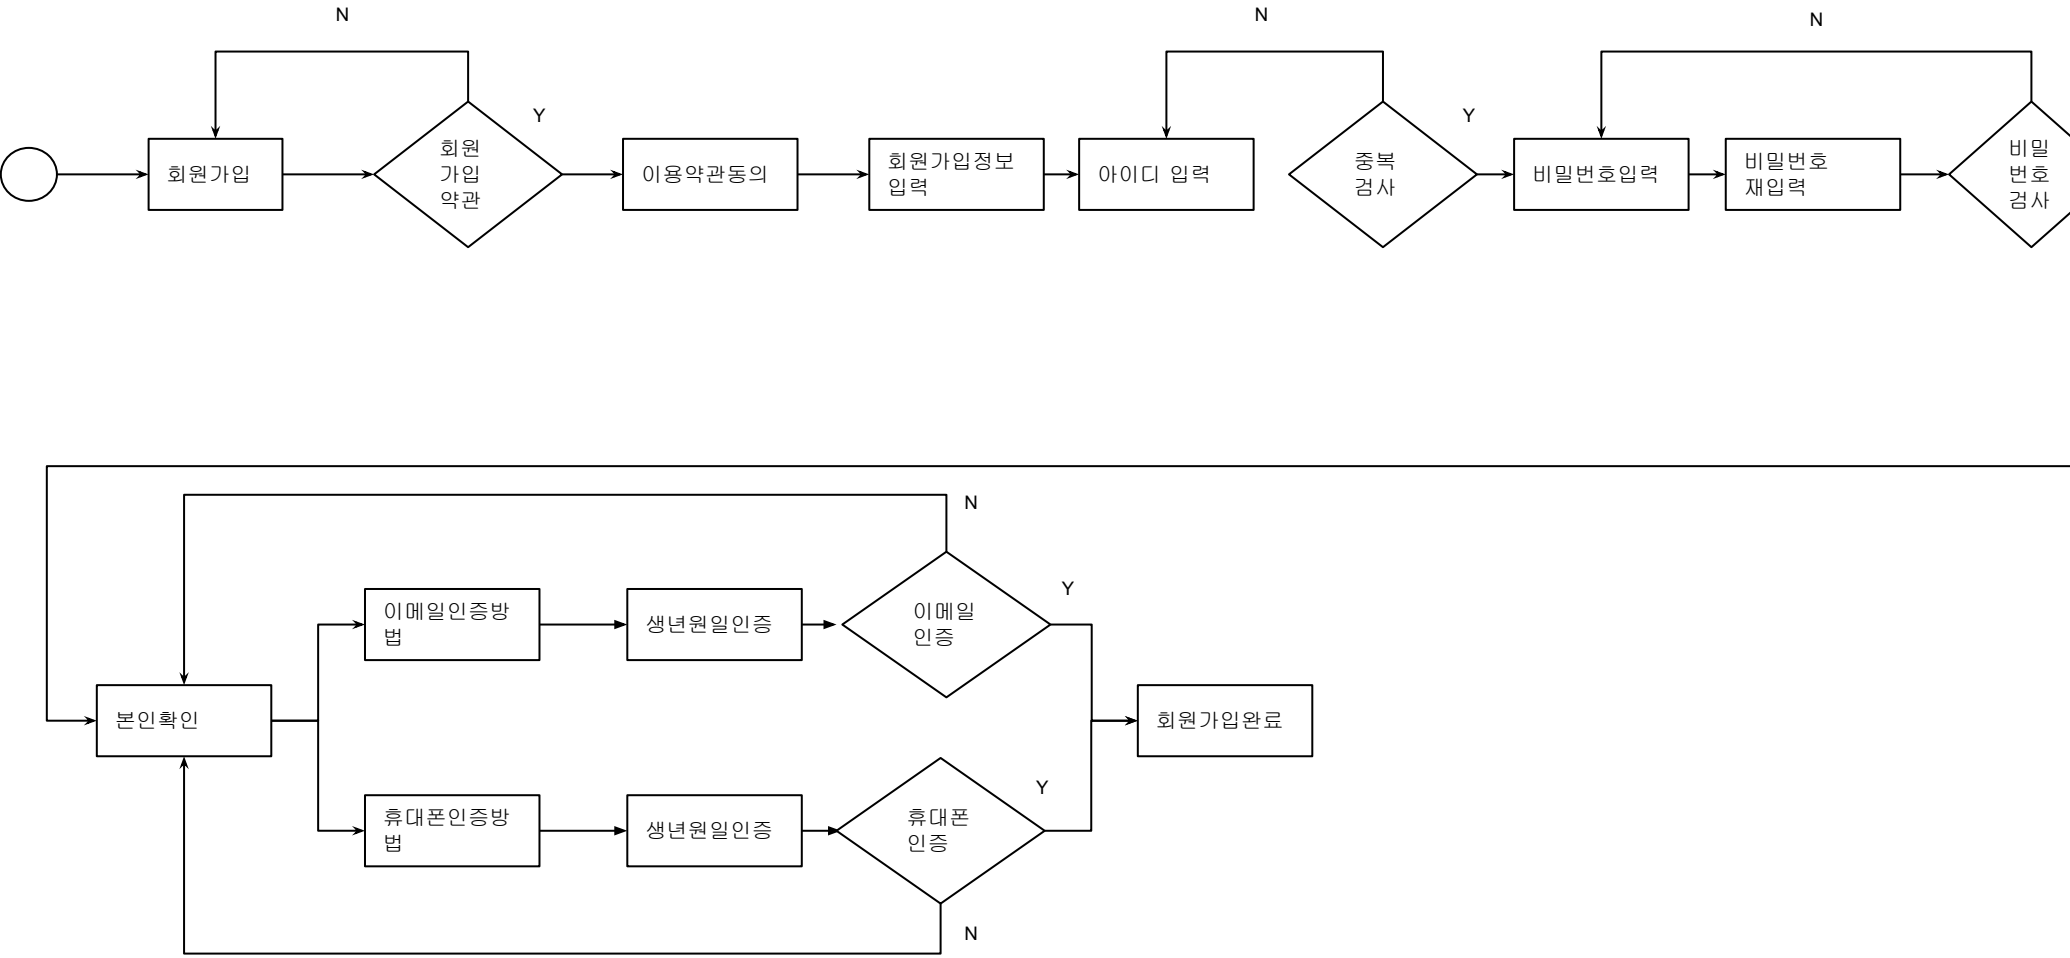 N
N
N
회원가입
회원
가입
약관
Y
이용약관동의
회원가입정보
입력
아이디 입력
중복
검사
Y
비밀번호입력
비밀번호
재입력
비밀
번호
검사
N
이메일인증방
법
생년원일인증
이메일
인증
Y
본인확인
회원가입완료
휴대폰인증방
법
생년원일인증
휴대폰
인증
Y
N